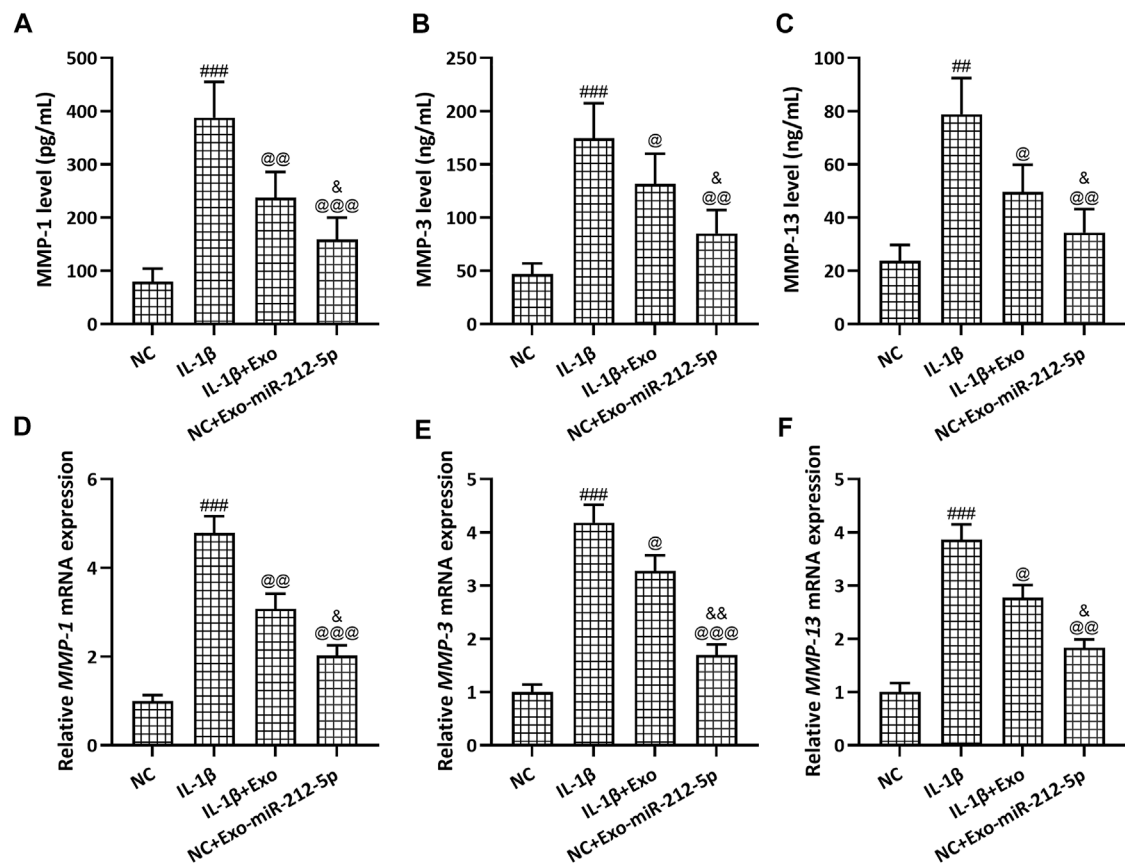 A
MMP-1 level (pg/mL)
500
400
300
200
100
0
###
@@
&
@@@
NC
IL-1β
IL-1β+Exo
NC+Exo-miR-212-5p
B
MMP-3 level (ng/mL)
250
200
150
100
50
0
###
@
&
@@
NC
IL-1β
IL-1β+Exo
NC+Exo-miR-212-5p
C
MMP-13 level (ng/mL)
100
80
60
40
20
0
##
@
&
@@
NC
IL-1β
IL-1β+Exo
NC+Exo-miR-212-5p
D
Relative MMP-1 mRNA expression
6
4
2
0
###
@@
&
@@@
NC
IL-1β
IL-1β+Exo
NC+Exo-miR-212-5p
E
Relative MMP-3 mRNA expression
5
4
3
2
1
0
###
@
&&
@@@
NC
IL-1β
IL-1β+Exo
NC+Exo-miR-212-5p
F
Relative MMP-13 mRNA expression
5
4
3
2
1
0
###
@
&
@@
NC
IL-1β
IL-1β+Exo
NC+Exo-miR-212-5p